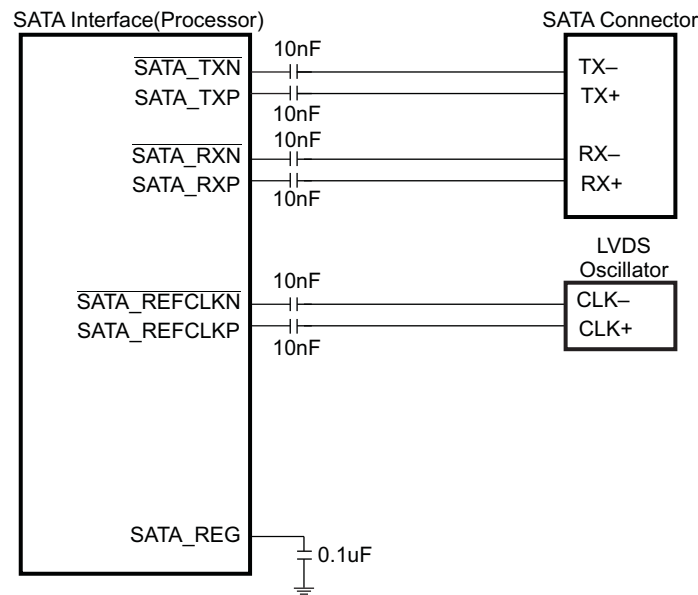 SATA Interface(Processor)
SATA Connector
10nF
SATA_TXN
TX–
SATA_TXP
TX+
10nF
10nF
SATA_RXN
RX–
SATA_RXP
RX+
10nF
LVDS
Oscillator
10nF
SATA_REFCLKN
CLK–
SATA_REFCLKP
CLK+
10nF
SATA_REG
0.1uF